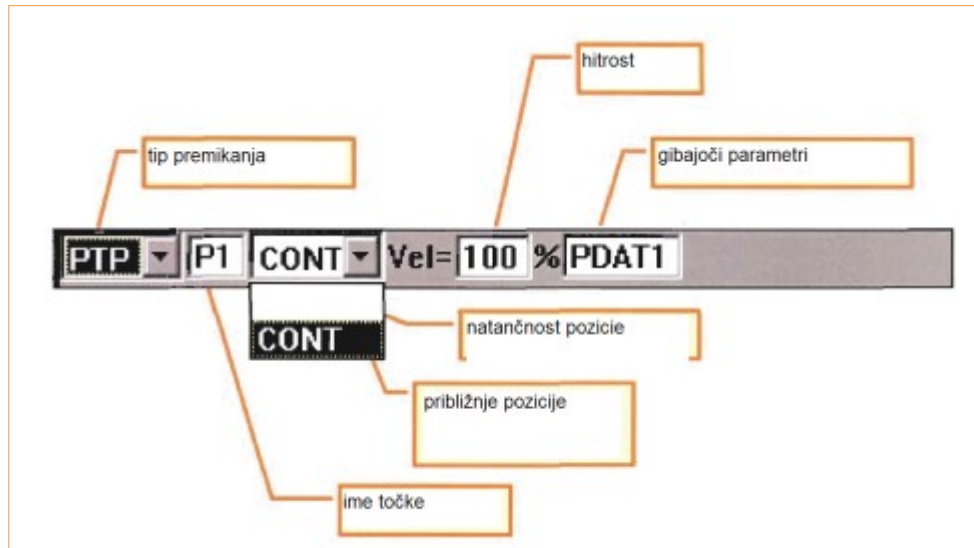 hitrost
tip premikanja
gibajoči parametri
PTP P1 CONT Vel= 100 % PDAT1
CONT
natančnost pozicie
približnje pozicije
ime točke